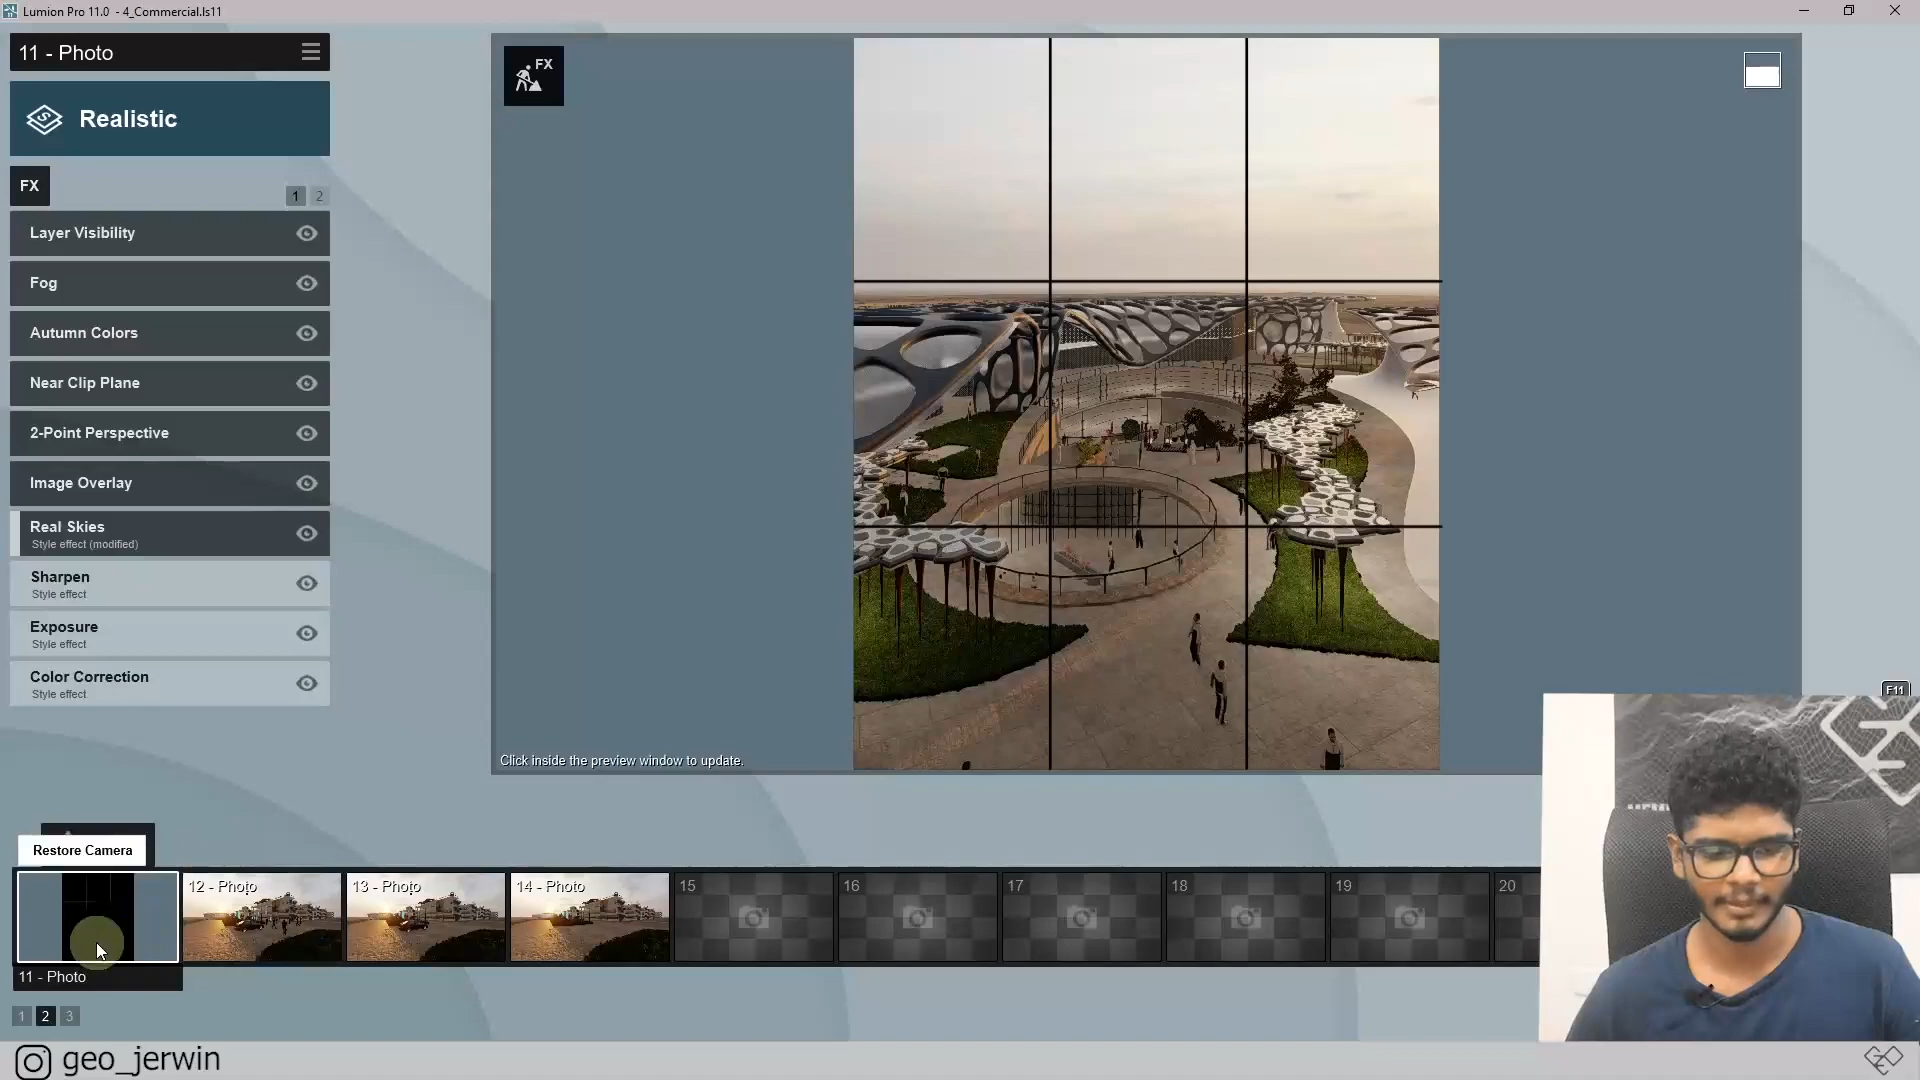 Lumion Pro 11.0 - 4_Commercial.ls11
11 - Photo
Realistic
FX
1 2
Layer Visibility
Fog
Autumn Colors
Near Clip Plane
2-Point Perspective
Image Overlay
Real Skies
Style effect (modified)
Sharpen
Style effect
Exposure
Style effect
Color Correction
Style effect
FX
Click inside the preview window to update.
F11
Restore Camera
12 - Photo
13 - Photo
14 - Photo
15
16
17
18
19
20
11 - Photo
1 2 3
geo_jerwin